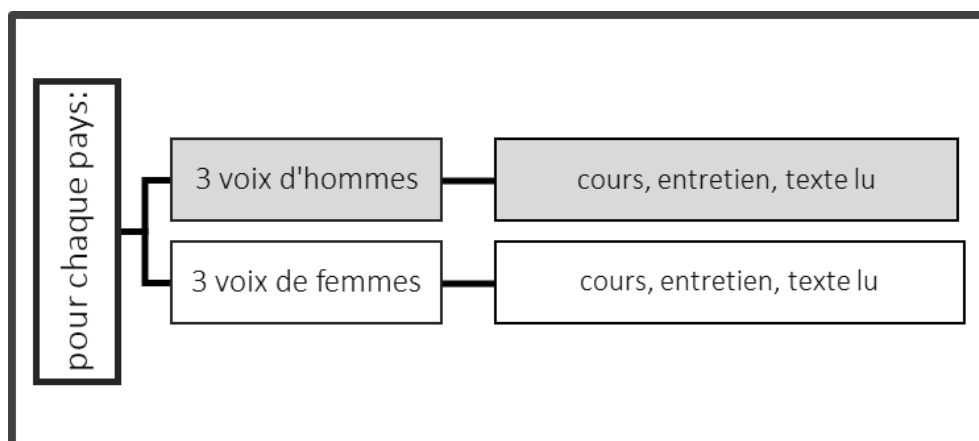 pour chaque pays:
3 voix d'hommes
cours, entretien, texte lu
3 voix de femmes
cours, entretien, texte lu